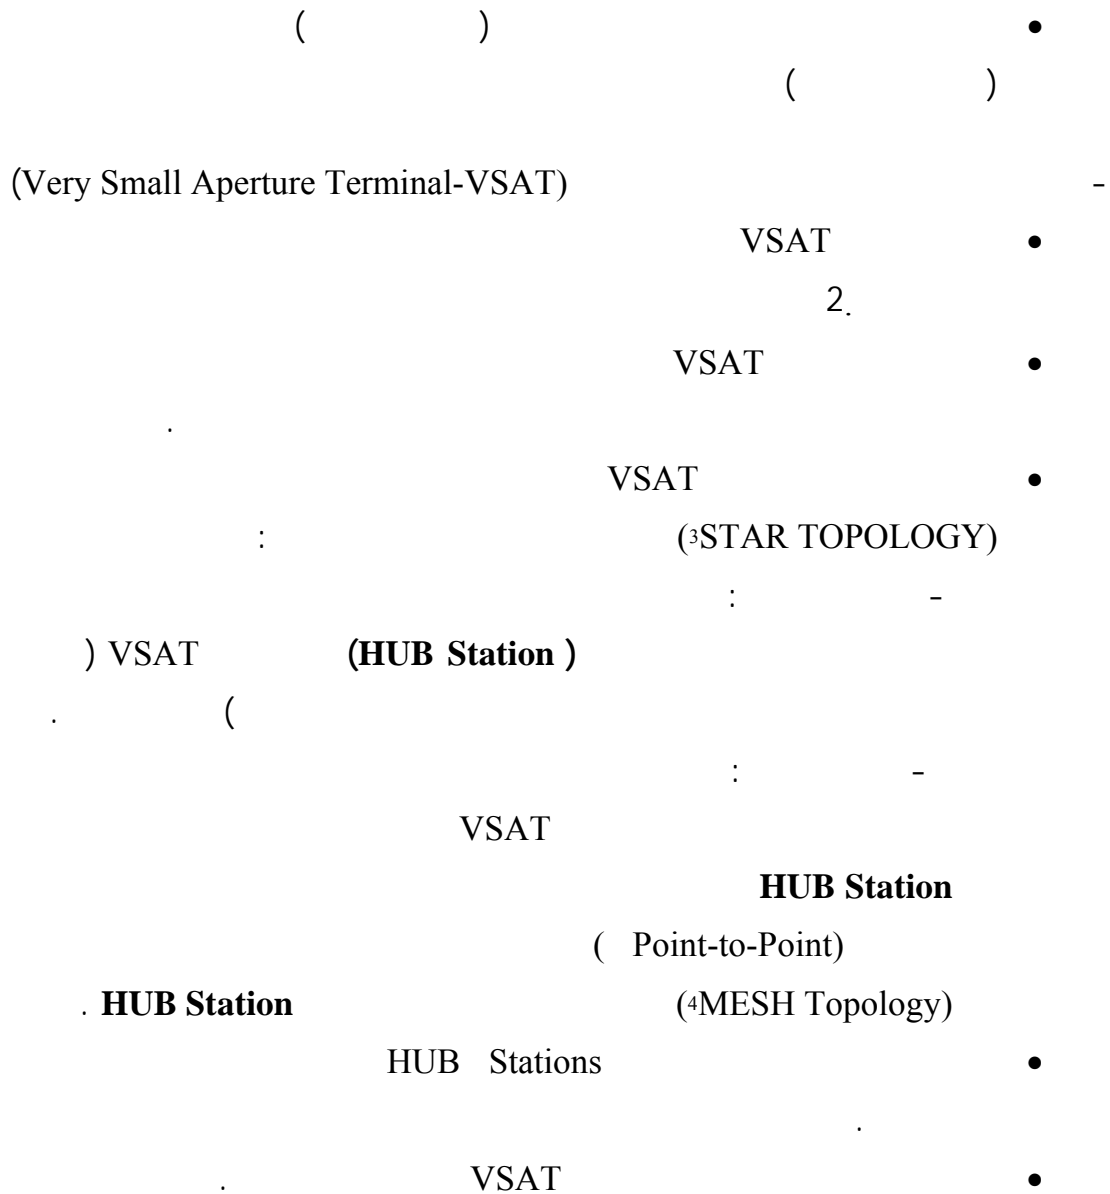 • ( )
( )
- (Very Small Aperture Terminal-VSAT)
• VSAT
2.
• VSAT
.
• VSAT
(3STAR TOPOLOGY) :
- :
(HUB Station ) VSAT (
) .
- :
VSAT
HUB Station
( Point-to-Point)
(4MESH Topology) HUB Station .
• HUB Stations
.
• VSAT .